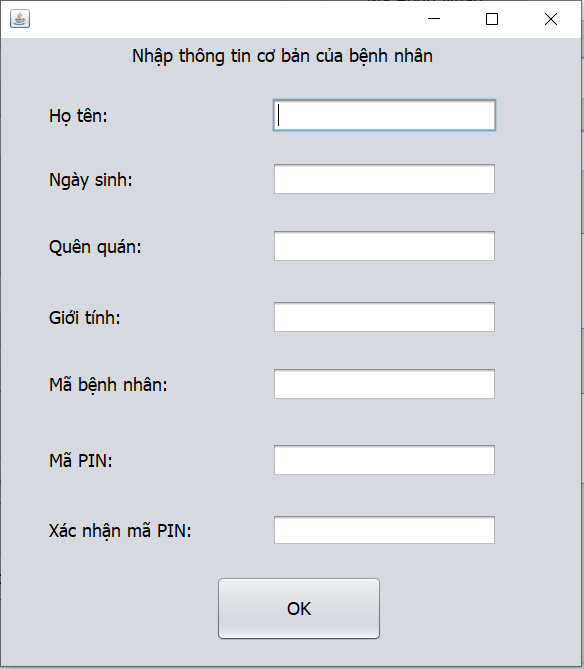 Nhập thông tin cơ bản của bệnh nhân
Họ tên:
Ngày sinh:
Quên quán:
Giới tính:
Mã bệnh nhân:
Mã PIN:
Xác nhận mã PIN:
OK